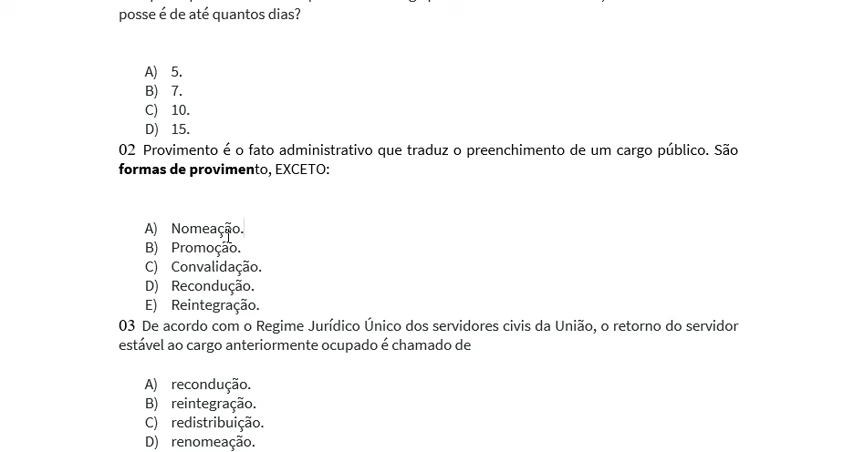 posse é de até quantos dias?
A) 5.
B) 7.
C) 10.
D) 15.
02 Provimento é o fato administrativo que traduz o preenchimento de um cargo público. São
formas de provimento, EXCETO:
A) Nomeação.
B) Promoção.
C) Convalidação.
D) Recondução.
E) Reintegração.
03 De acordo com o Regime Jurídico Único dos servidores civis da União, o retorno do servidor
estável ao cargo anteriormente ocupado é chamado de
A) recondução.
B) reintegração.
C) redistribuição.
D) renomeação.